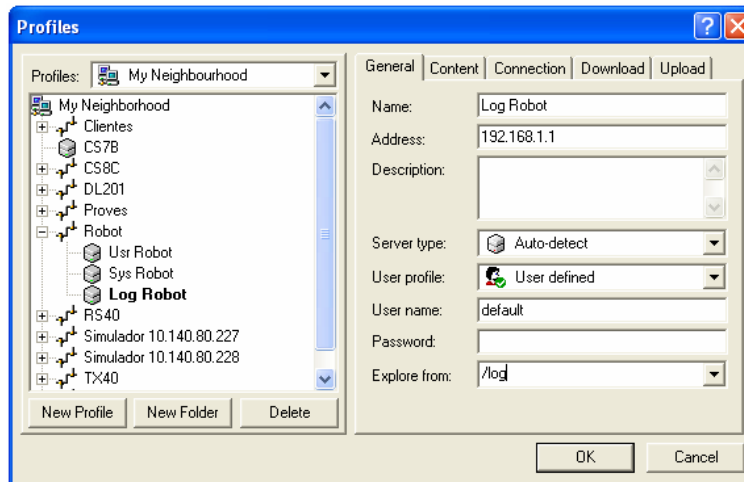 Profiles
Profiles: My Neighbourhood
My Neighborhood
Clientes
CS7B
CS8C
DL201
Proves
Robot
Usr Robot
Sys Robot
Log Robot
RS40
Simulador 10.140.80.227
Simulador 10.140.80.228
TX40
New Profile New Folder Delete
General Content Connection Download Upload
Name: Log Robot
Address: 192.168.1.1
Description:
Server type: Auto-detect
User profile: User defined
User name: default
Password:
Explore from: /log
OK Cancel